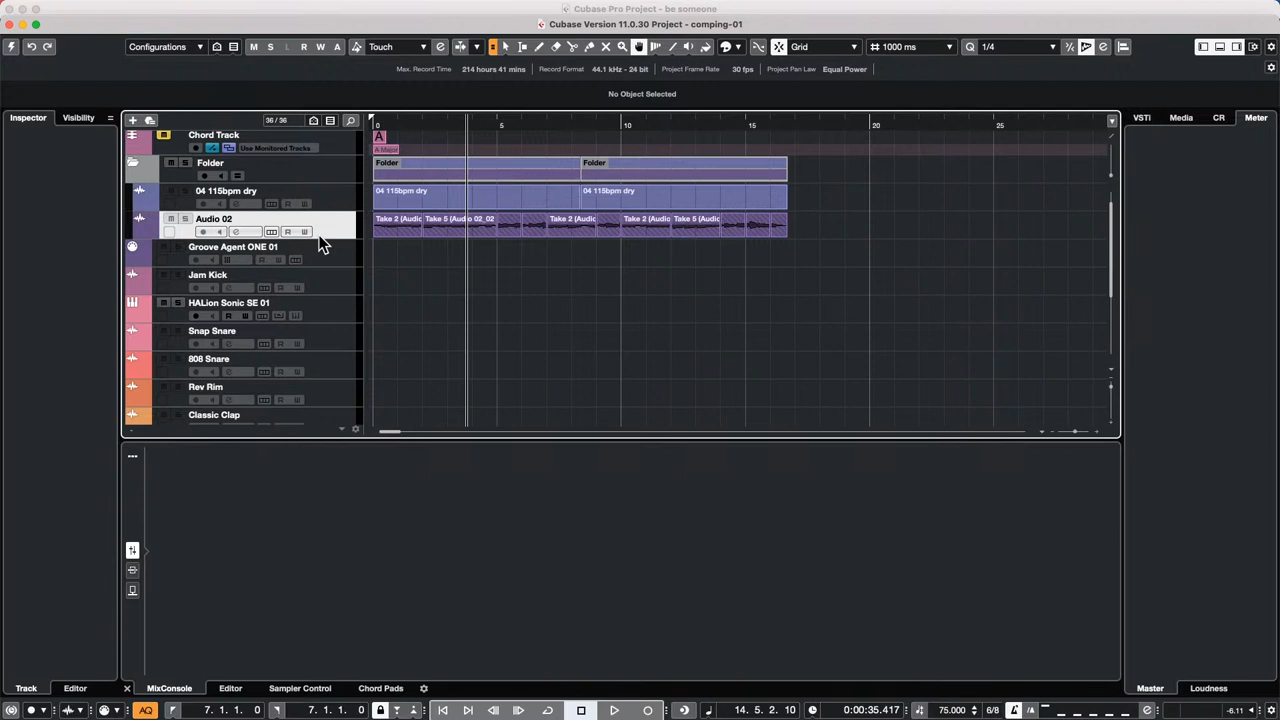 Cubase Pro Project - be someone
Cubase Version 11.0.30 Project - comping-01
Configurations
M S L R W A
Touch
Grid
1000 ms
Q 1/4
Max. Record Time 214 hours 41 mins Record Format 44.1 kHz - 24 bit Project Frame Rate 30 fps Project Pan Law Equal Power
No Object Selected
Inspector Visibility
36 / 36
0 5 10 15 20 25
VSTi Media CR Meter
Chord Track
Use Monitored Tracks
A
A Major
M S Folder
Folder Folder
04 115bpm dry
04 115bpm dry 04 115bpm dry
M S Audio 02
R W
Take 2 (Audio Take 5 (Audio 02_02 Take 2 (Audic Take 2 (Audic Take 5 (Audic
Groove Agent ONE 01
Jam Kick
M S HALion Sonic SE 01
R W
Snap Snare
808 Snare
Rev Rim
Classic Clap
Track Editor
MixConsole Editor Sampler Control Chord Pads
Master Loudness
AQ 7. 1. 1. 0 7. 1. 1. 0 14. 5. 2. 10 0:00:35.417 75.000 6/8 -6.11